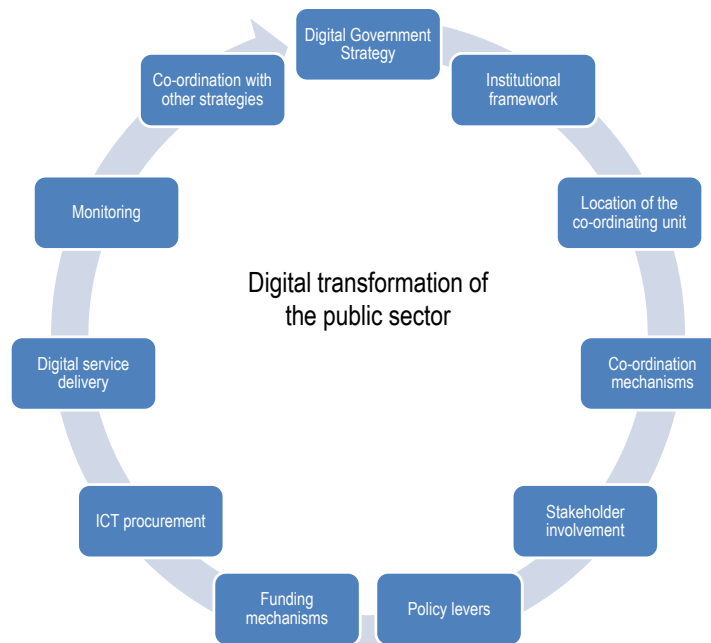 Digital Government
Strategy
Institutional
framework
Location of the
co-ordinating unit
Co-ordination
mechanisms
Stakeholder
involvement
Policy levers
Funding
mechanisms
ICT procurement
Digital service
delivery
Monitoring
Co-ordination with
other strategies
Digital transformation of
the public sector